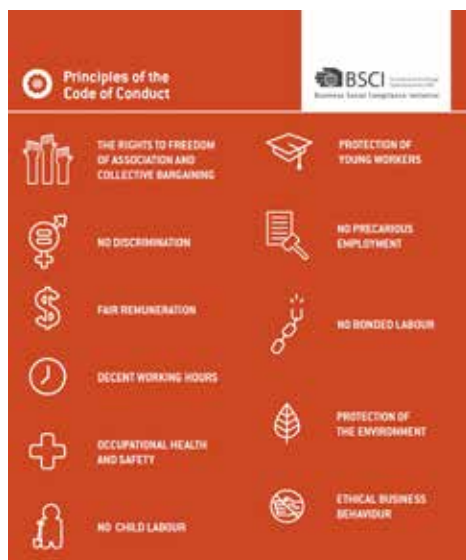 Principles of the
Code of Conduct
BSCI
Business Social Compliance Initiative
THE RIGHTS TO FREEDOM
OF ASSOCIATION AND
COLLECTIVE BARGAINING
NO DISCRIMINATION
FAIR REMUNERATION
DECENT WORKING HOURS
OCCUPATIONAL HEALTH
AND SAFETY
NO CHILD LABOUR
PROTECTION OF
YOUNG WORKERS
NO PRECARIOUS
EMPLOYMENT
NO BONDED LABOUR
PROTECTION OF
THE ENVIRONMENT
ETHICAL BUSINESS
BEHAVIOUR